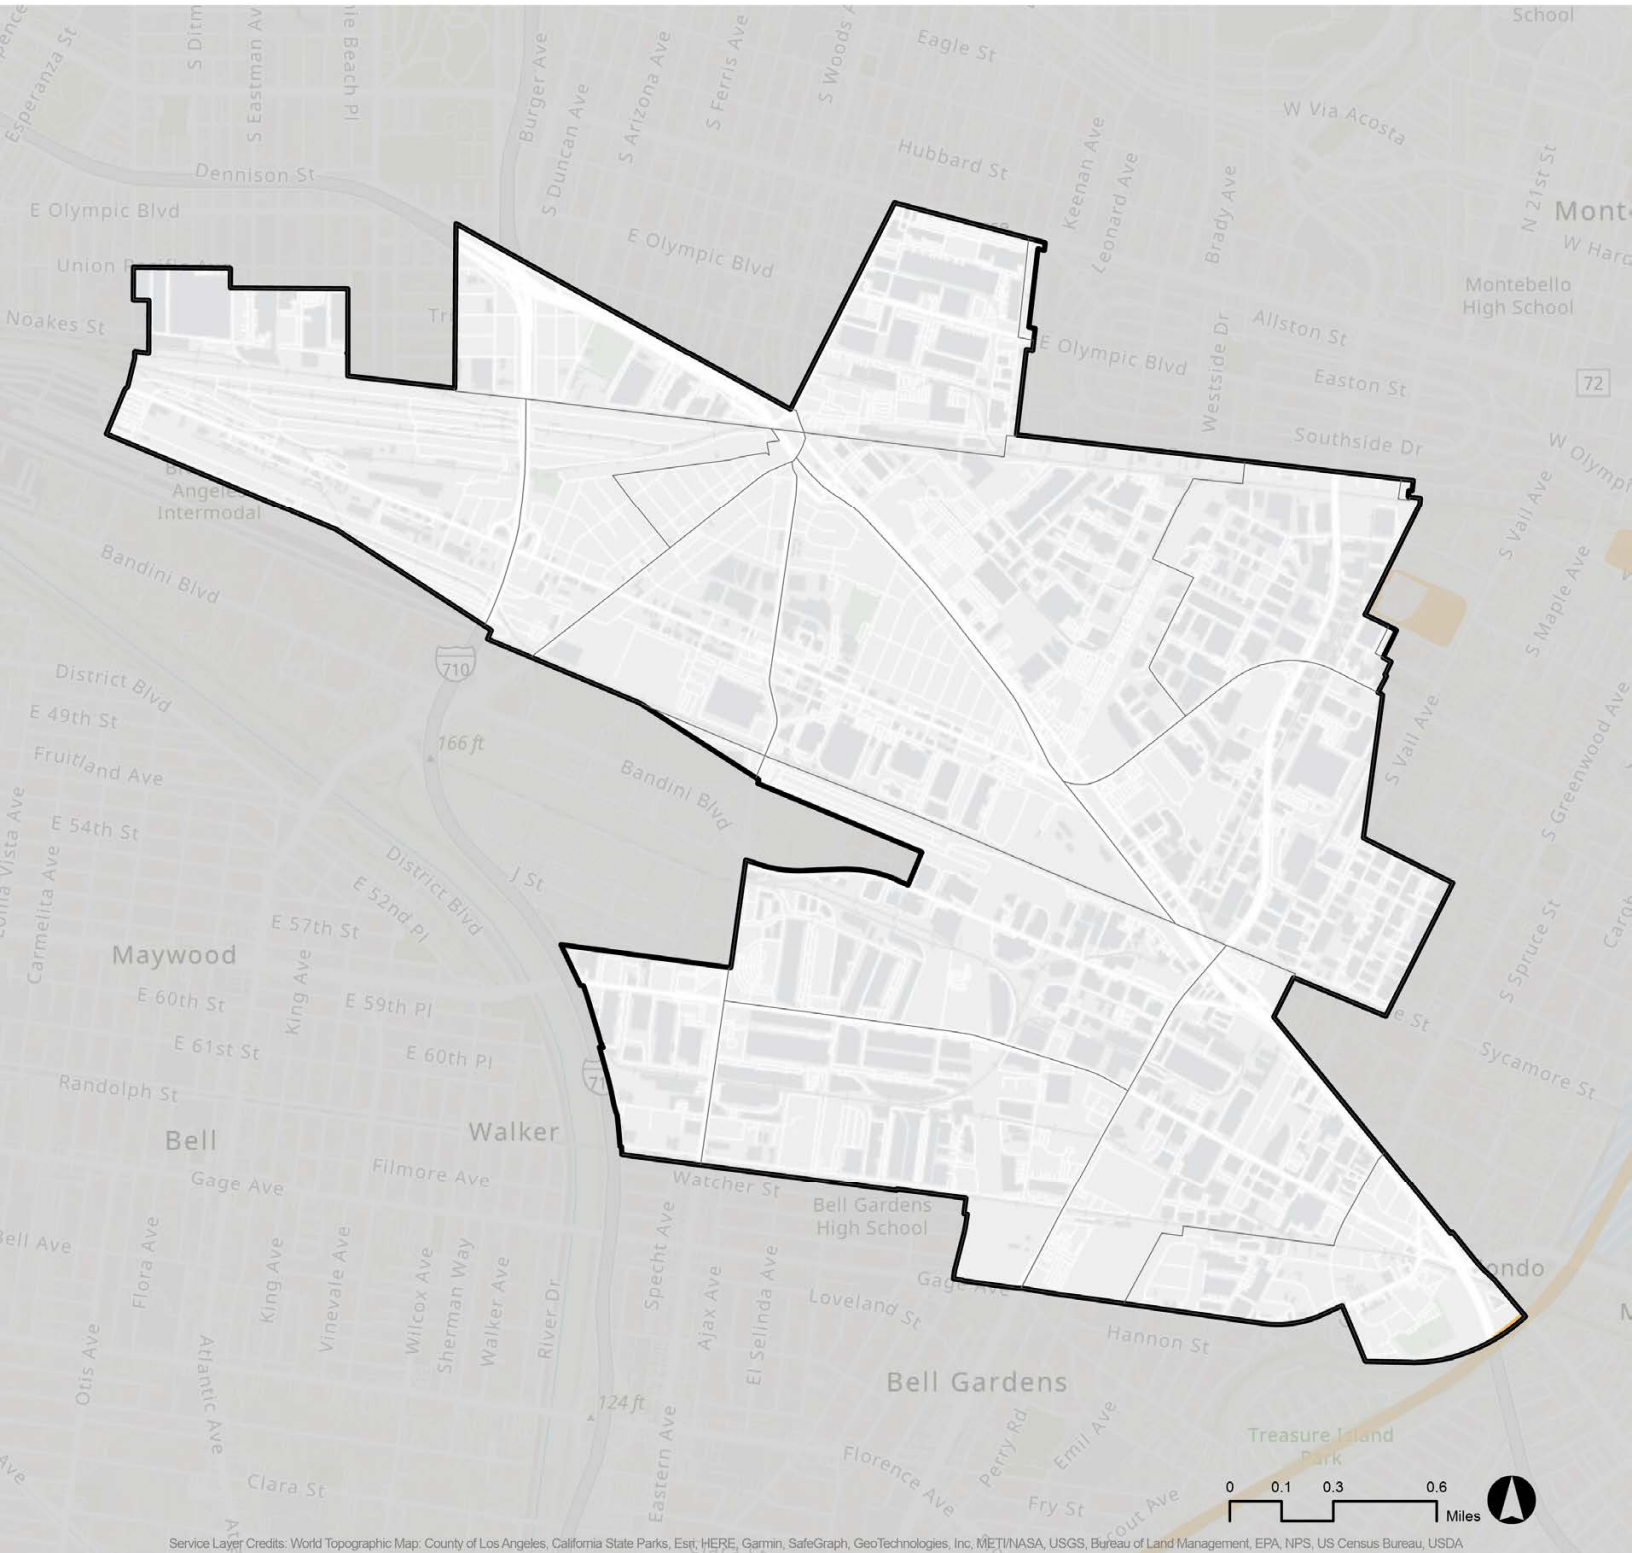 School
Esperanza St
S Eastman Av
Burger Ave
S Duncan Ave
S Arizona Ave
S Ferris Ave
S Woods
Eagle St
W Via Acosta
Hubbard St
Keenan Ave
Leonard Ave
Brady Ave
N 21st St
Dennison St
E Olympic Blvd
E Olympic Blvd
Union
Noakes St
Montebello
High School
Allston St
E Olympic Blvd
Westside Dr
Easton St
72
Southside Dr
Angeles
Intermodal
Bandini Blvd
S Vail Ave
S Maple Ave
710
District Blvd
E 49th St
Fruitland Ave
166 ft
Bandini Blvd
S Vail Ave
S Greenwood Ave
E 54th St
Carmelita Ave
District Blvd
J St
E 52nd Pl
E 57th St
S Spruce St
Maywood
E 60th St
King Ave
E 59th Pl
E 61st St
E 60th Pl
Sycamore St
Randolph St
Bell
Walker
Gage Ave
Filmore Ave
Watcher St
Bell Gardens
High School
Bell Ave
Flora Ave
King Ave
Vinevale Ave
Wilcox Ave
Sherman Way
Walker Ave
River Dr
Specht Ave
Ajax Ave
El Selinda Ave
Gage Ave
Loveland St
Hannon St
Otis Ave
Atlantic Ave
Bell Gardens
124 ft
Eastern Ave
Perry Rd
Emil Ave
Treasure Island
Park
Florence Ave
Fry St
Clara St
0 0.1 0.3 0.6
Miles
Service Layer Credits: World Topographic Map: County of Los Angeles, California State Parks, Esri, HERE, Garmin, SafeGraph, GeoTechnologies, Inc, METI/NASA, USGS, Bureau of Land Management, EPA, NPS, US Census Bureau, USDA